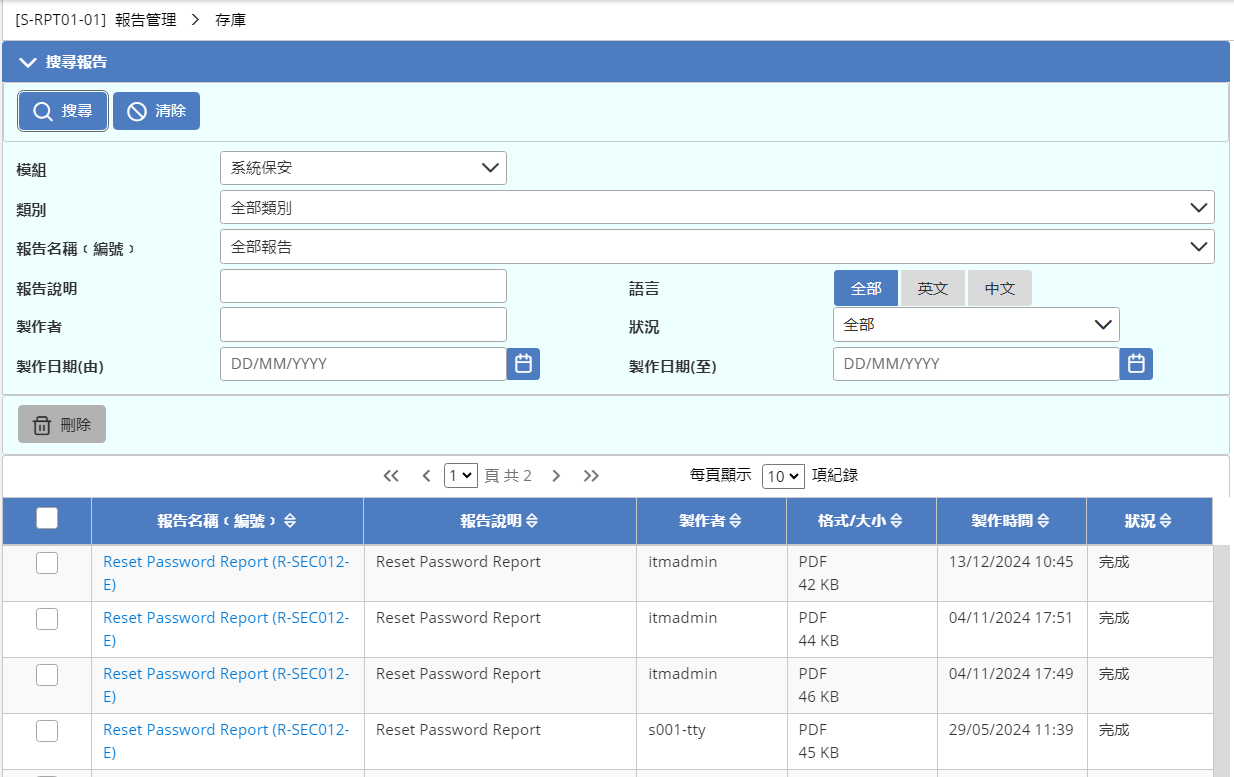 [S-RPT01-01] 報告管理 > 存庫
搜尋報告
搜尋 清除
模組 系統保安
類別 全部類別
報告名稱﹝編號﹞ 全部報告
報告說明 語言 全部 英文 中文
製作者 狀況 全部
製作日期(由) DD/MM/YYYY 製作日期(至) DD/MM/YYYY
刪除
1 頁 共 2 每頁顯示 10 項紀錄
報告名稱﹝編號﹞ 報告說明 製作者 格式/大小 製作時間 狀況
Reset Password Report (R-SEC012- Reset Password Report itmadmin PDF 13/12/2024 10:45 完成
E) 42 KB
Reset Password Report (R-SEC012- Reset Password Report itmadmin PDF 04/11/2024 17:51 完成
E) 44 KB
Reset Password Report (R-SEC012- Reset Password Report itmadmin PDF 04/11/2024 17:49 完成
E) 46 KB
Reset Password Report (R-SEC012- Reset Password Report s001-tty PDF 29/05/2024 11:39 完成
E) 45 KB